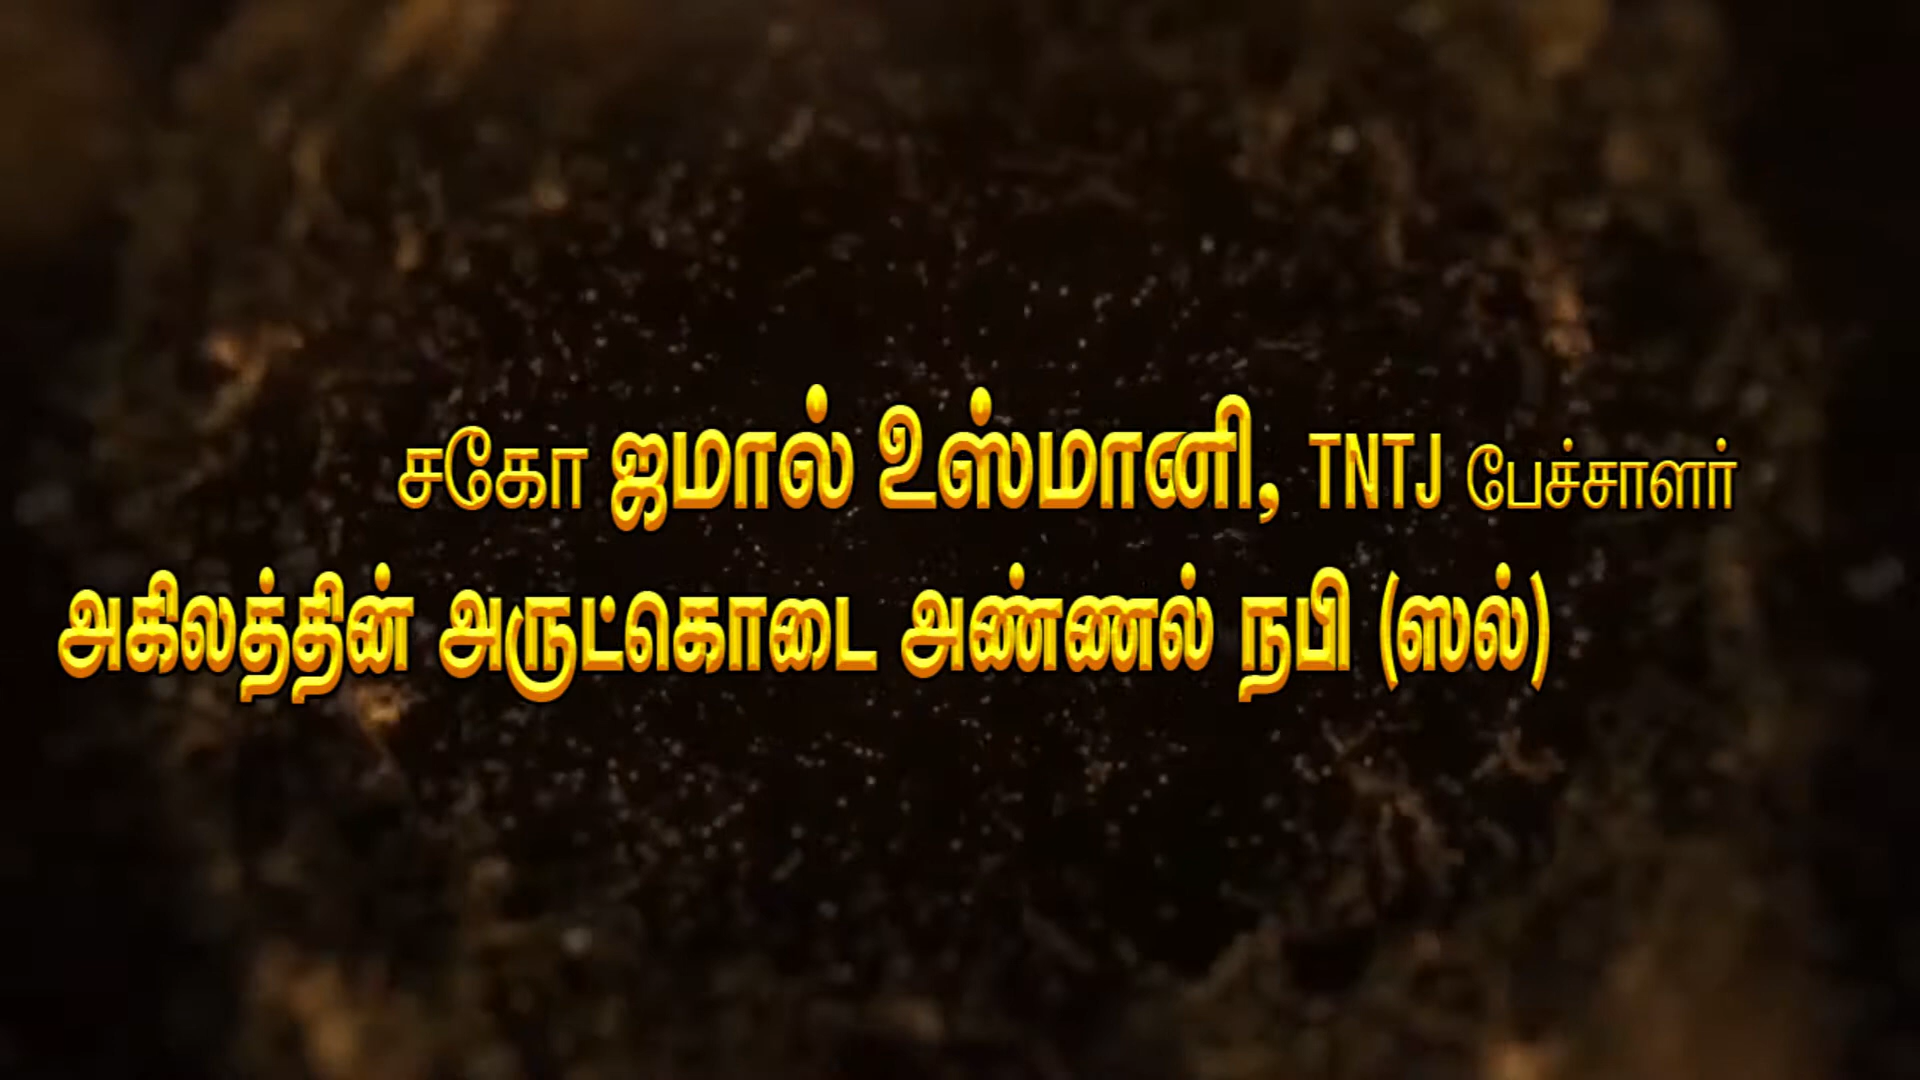 சகோ ஜமால் உஸ்மானி, TNTJ பேச்சாளர்
அகிலத்தின் அருட்கொடை அண்ணல் நபி (ஸல்)